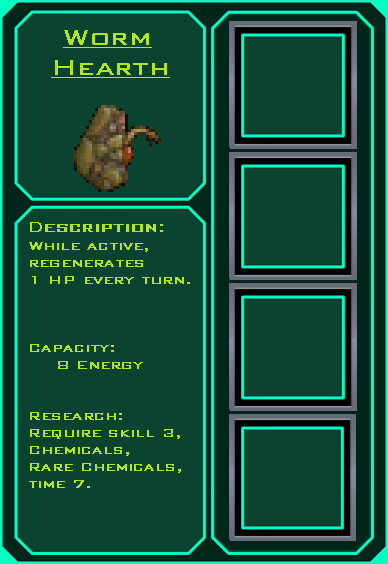 Worm
Hearth
Description:
While active,
regenerates
1 HP every turn.
Capacity:
8 Energy
Research:
Require skill 3,
Chemicals,
Rare Chemicals,
time 7.